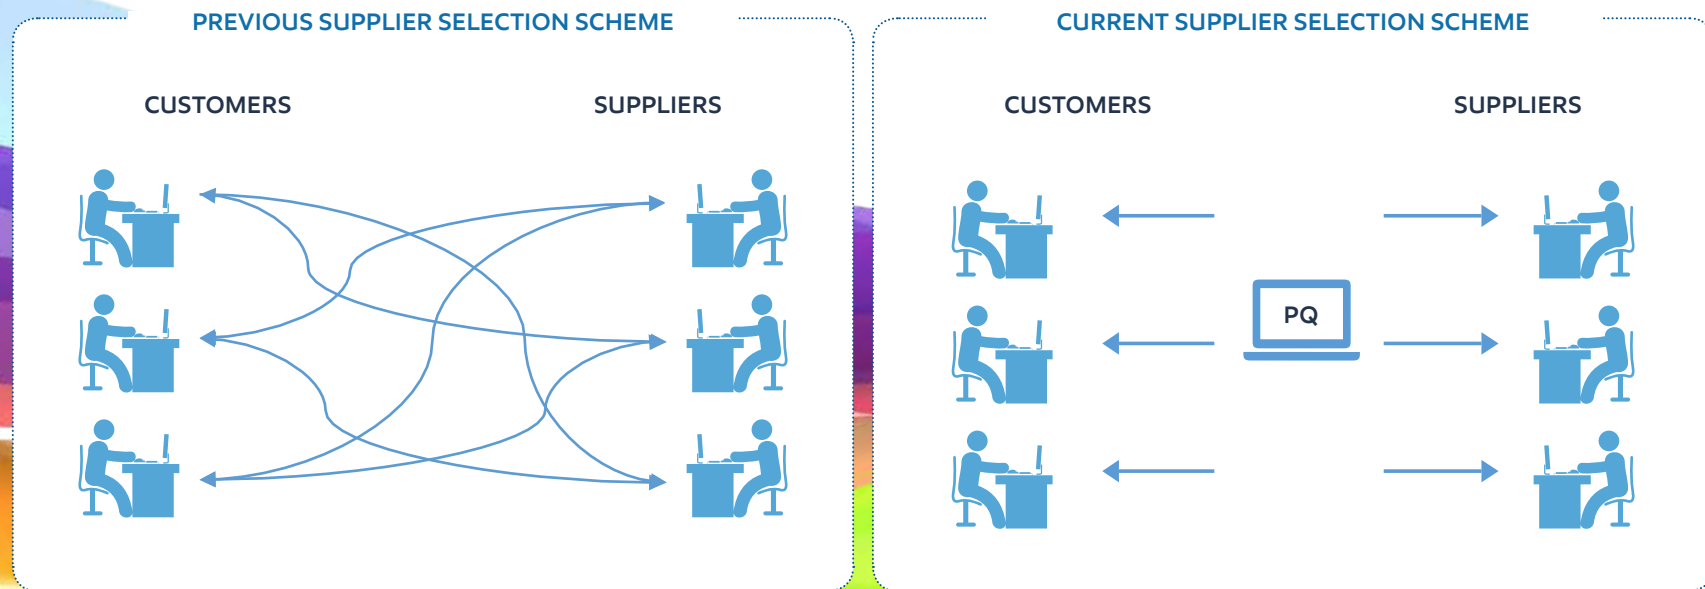 PREVIOUS SUPPLIER SELECTION SCHEME
CUSTOMERS
SUPPLIERS
CURRENT SUPPLIER SELECTION SCHEME
CUSTOMERS
SUPPLIERS
PQ